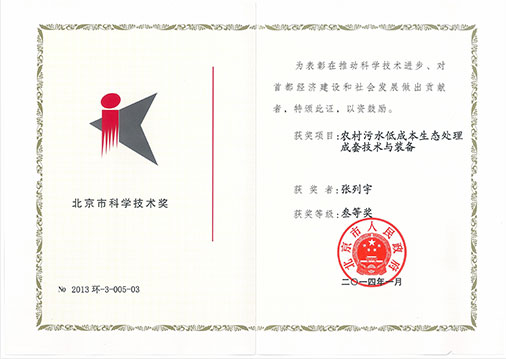 北京市科学技术奖
№ 2013 环-3-005-03
为表彰在推动科学技术进步、对
首都经济建设和社会发展做出贡献
者，特颁此证，以资鼓励。
获奖项目：农村污水低成本生态处理
成套技术与装备
获 奖 者：张列宇
获奖等级：叁等奖
北京市人民政府
二〇一四年一月